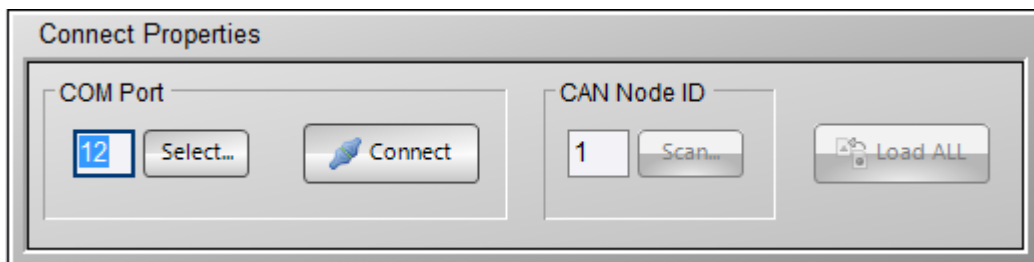 Connect Properties
COM Port
CAN Node ID
12 Select... Connect 1 Scan... Load ALL